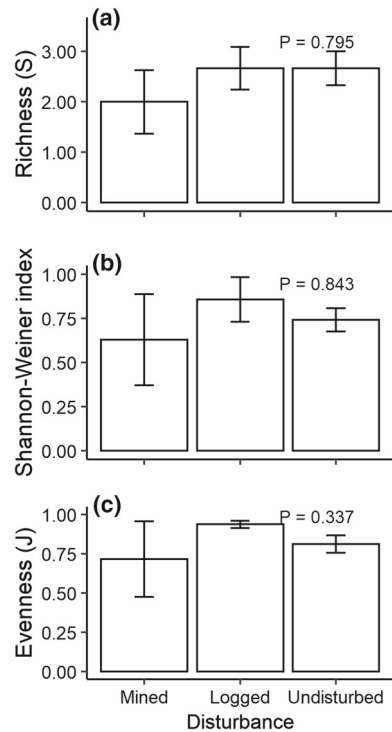 (a)
P = 0.795
Richness (S)
3.00
2.00
1.00
0.00
(b)
P = 0.843
Shannon-Weiner index
1.00
0.75
0.50
0.25
0.00
(c)
P = 0.337
Evenness (J)
1.00
0.75
0.50
0.25
0.00
Mined Logged Undisturbed
Disturbance